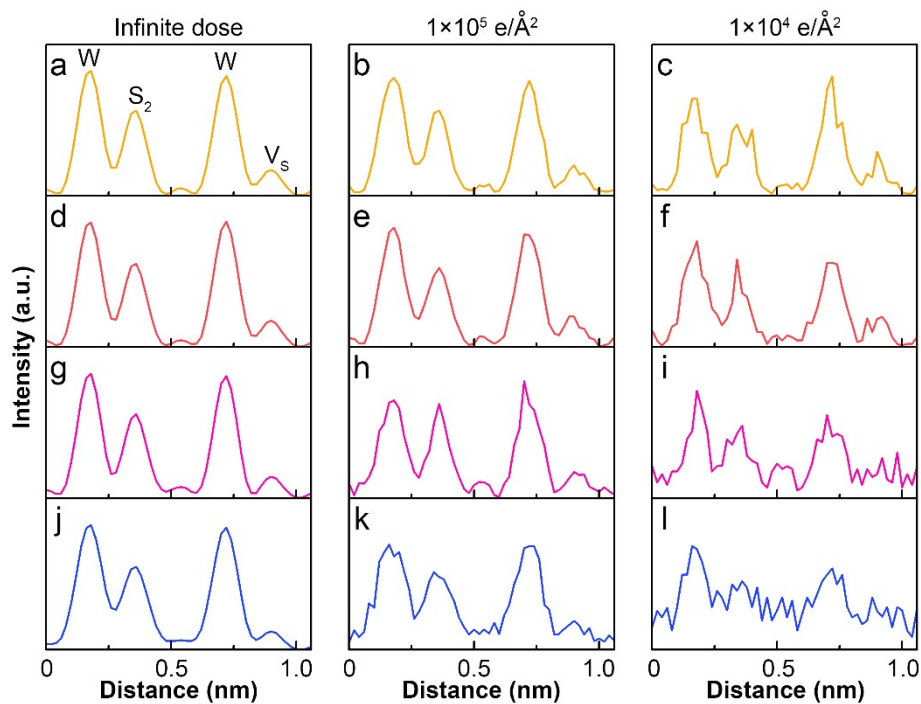 Infinite dose 1×10⁵ e/Å² 1×10⁴ e/Å²
a W S₂ W Vₛ b c
d e f
g h i
j k l
Intensity (a.u.)
0 0.5 1.0 0 0.5 1.0 0 0.5 1.0
Distance (nm) Distance (nm) Distance (nm)